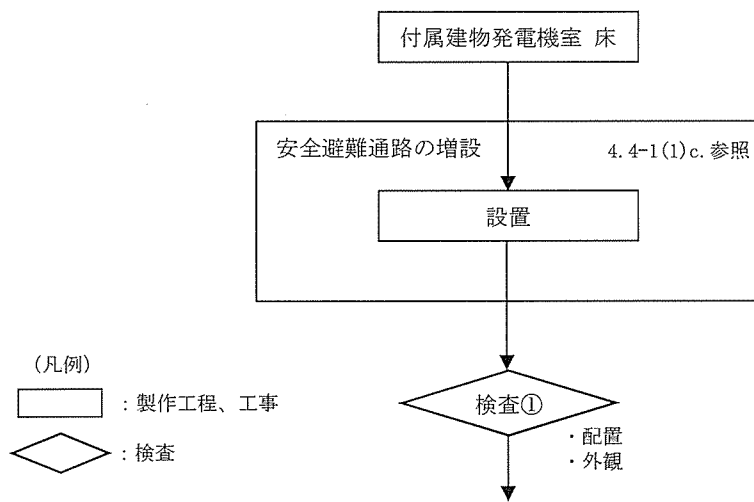 付属建物発電機室 床
安全避難通路の増設
4.4-1(1)c.参照
設置
検査①
・配置
・外観
(凡例)
：製作工程、工事
：検査